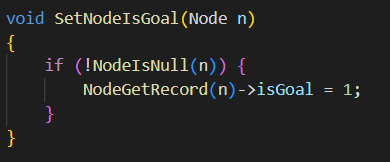 void SetNodeIsGoal(Node n)
{
    if (!NodeIsNull(n)) {
        NodeGetRecord(n)->isGoal = 1;
    }
}